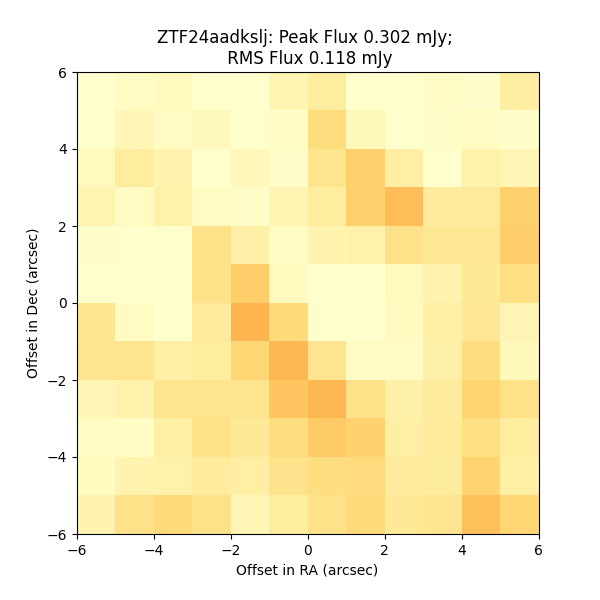 ZTF24aadkslj: Peak Flux 0.302 mJy;
RMS Flux 0.118 mJy
6
4
2
0
−2
−4
−6
Offset in Dec (arcsec)
−6 −4 −2 0 2 4 6
Offset in RA (arcsec)